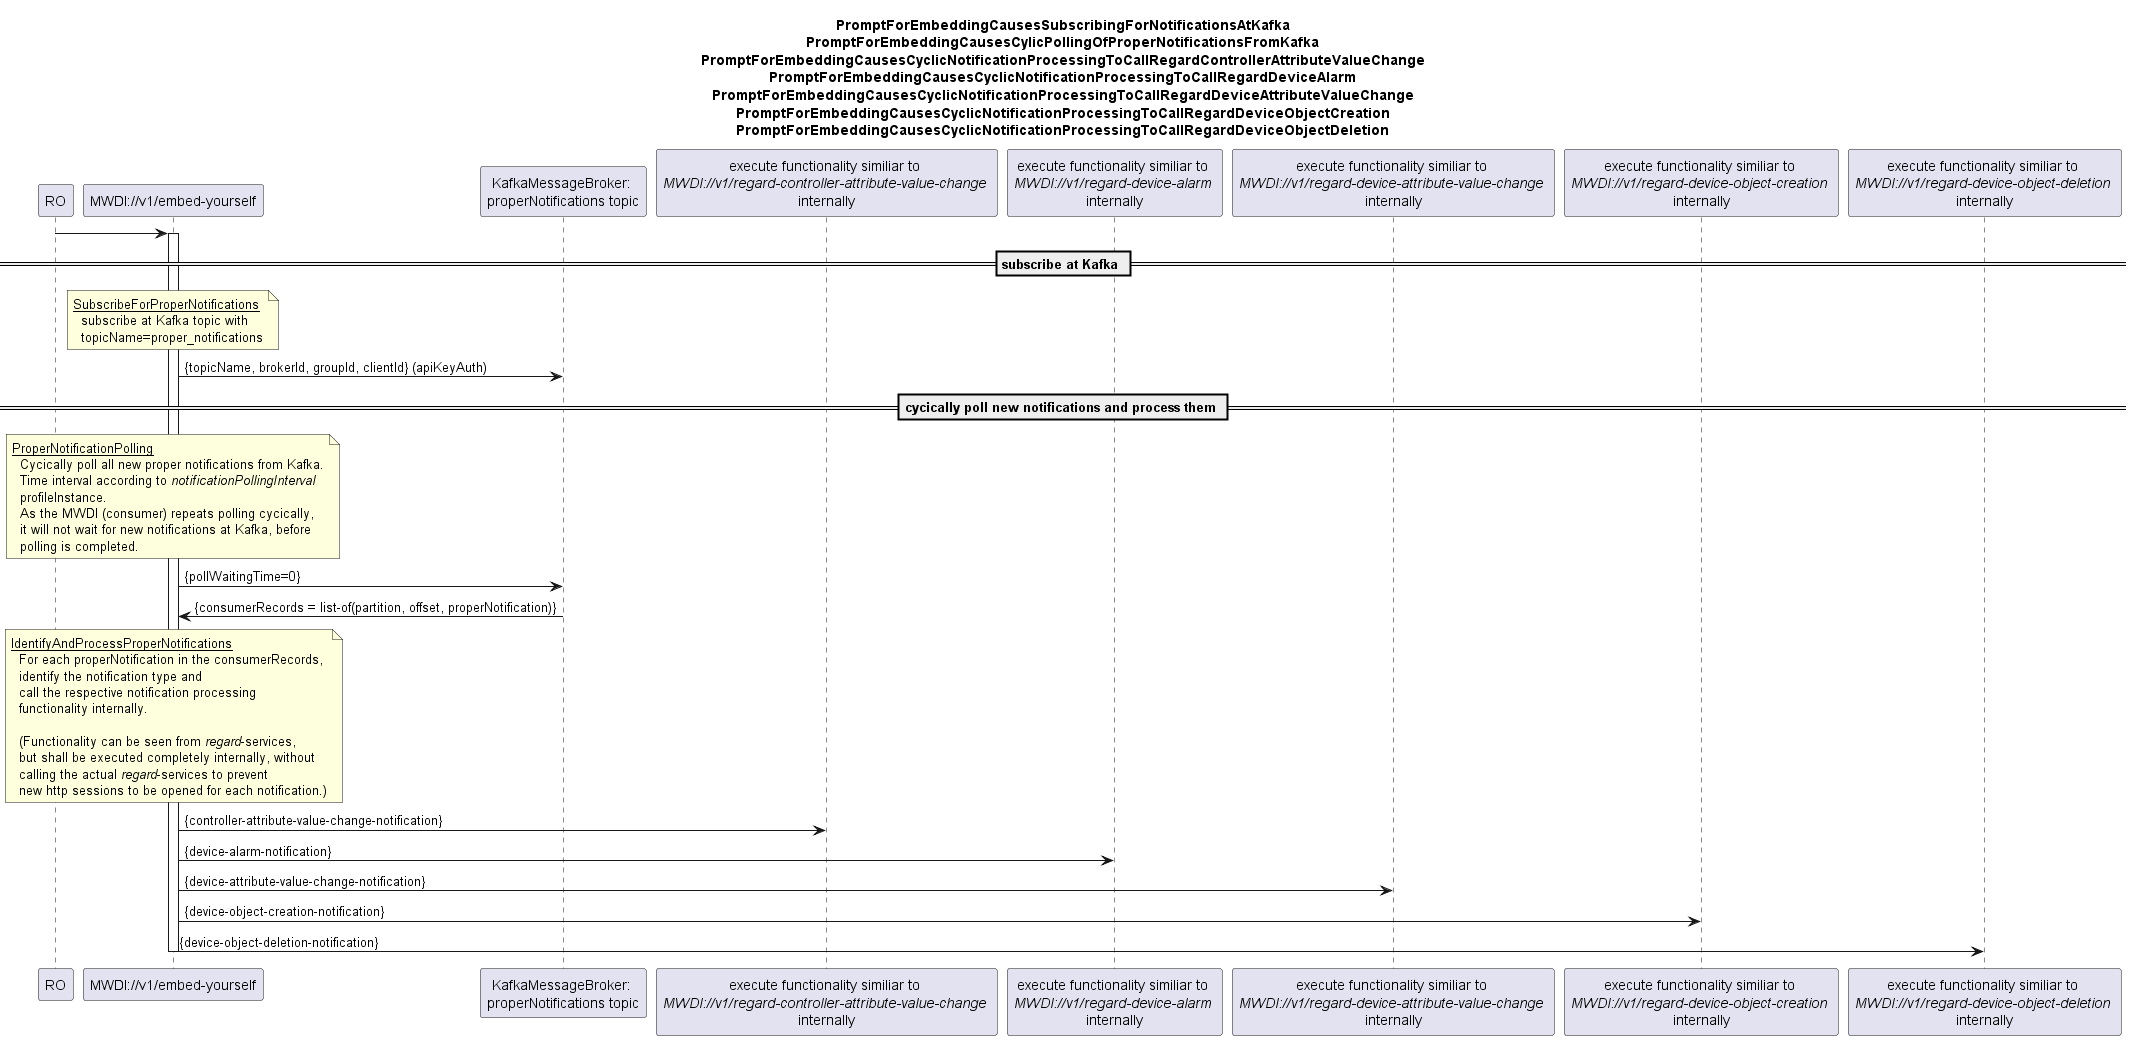 PromptForEmbeddingCausesSubscribingForNotificationsAtKafka
PromptForEmbeddingCausesCylicPollingOfProperNotificationsFromKafka
PromptForEmbeddingCausesCyclicNotificationProcessingToCallRegardControllerAttributeValueChange
PromptForEmbeddingCausesCyclicNotificationProcessingToCallRegardDeviceAlarm
PromptForEmbeddingCausesCyclicNotificationProcessingToCallRegardDeviceAttributeValueChange
PromptForEmbeddingCausesCyclicNotificationProcessingToCallRegardDeviceObjectCreation
PromptForEmbeddingCausesCyclicNotificationProcessingToCallRegardDeviceObjectDeletion
RO
MWDI://v1/embed-yourself
KafkaMessageBroker:
properNotifications topic
execute functionality similiar to
MWDI://v1/regard-controller-attribute-value-change
internally
execute functionality similiar to
MWDI://v1/regard-device-alarm
internally
execute functionality similiar to
MWDI://v1/regard-device-attribute-value-change
internally
execute functionality similiar to
MWDI://v1/regard-device-object-creation
internally
execute functionality similiar to
MWDI://v1/regard-device-object-deletion
internally
subscribe at Kafka
SubscribeForProperNotifications
subscribe at Kafka topic with
topicName=proper_notifications
{topicName, brokerId, groupId, clientId} (apiKeyAuth)
cycically poll new notifications and process them
ProperNotificationPolling
Cycically poll all new proper notifications from Kafka.
Time interval according to notificationPollingInterval
profileInstance.
As the MWDI (consumer) repeats polling cycically,
it will not wait for new notifications at Kafka, before
polling is completed.
{pollWaitingTime=0}
{consumerRecords = list-of(partition, offset, properNotification)}
IdentifyAndProcessProperNotifications
For each properNotification in the consumerRecords,
identify the notification type and
call the respective notification processing
functionality internally.
(Functionality can be seen from regard-services,
but shall be executed completely internally, without
calling the actual regard-services to prevent
new http sessions to be opened for each notification.)
{controller-attribute-value-change-notification}
{device-alarm-notification}
{device-attribute-value-change-notification}
{device-object-creation-notification}
{device-object-deletion-notification}
RO
MWDI://v1/embed-yourself
KafkaMessageBroker:
properNotifications topic
execute functionality similiar to
MWDI://v1/regard-controller-attribute-value-change
internally
execute functionality similiar to
MWDI://v1/regard-device-alarm
internally
execute functionality similiar to
MWDI://v1/regard-device-attribute-value-change
internally
execute functionality similiar to
MWDI://v1/regard-device-object-creation
internally
execute functionality similiar to
MWDI://v1/regard-device-object-deletion
internally